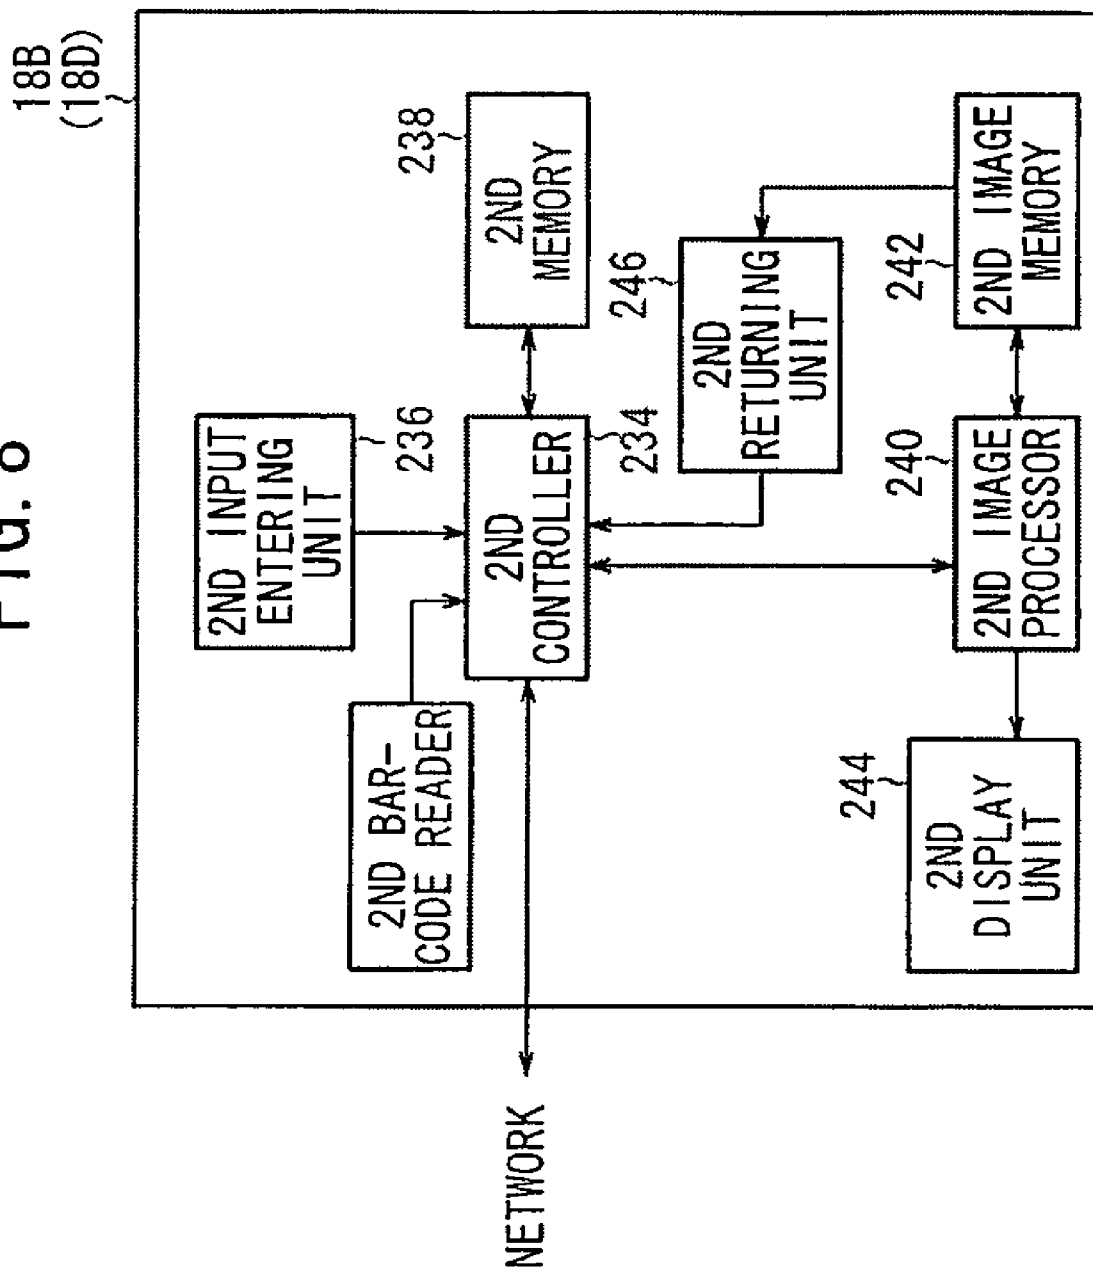 FIG.
18B
(18D)
2ND INPUT
ENTERING
UNIT
236
238
2ND BAR-
CODE READER
2ND
CONTROLLER
234
2ND
MEMORY
NETWORK
246
2ND
RETURNING
UNIT
244
240
242
2ND
DISPLAY
UNIT
2ND IMAGE
PROCESSOR
2ND IMAGE
MEMORY